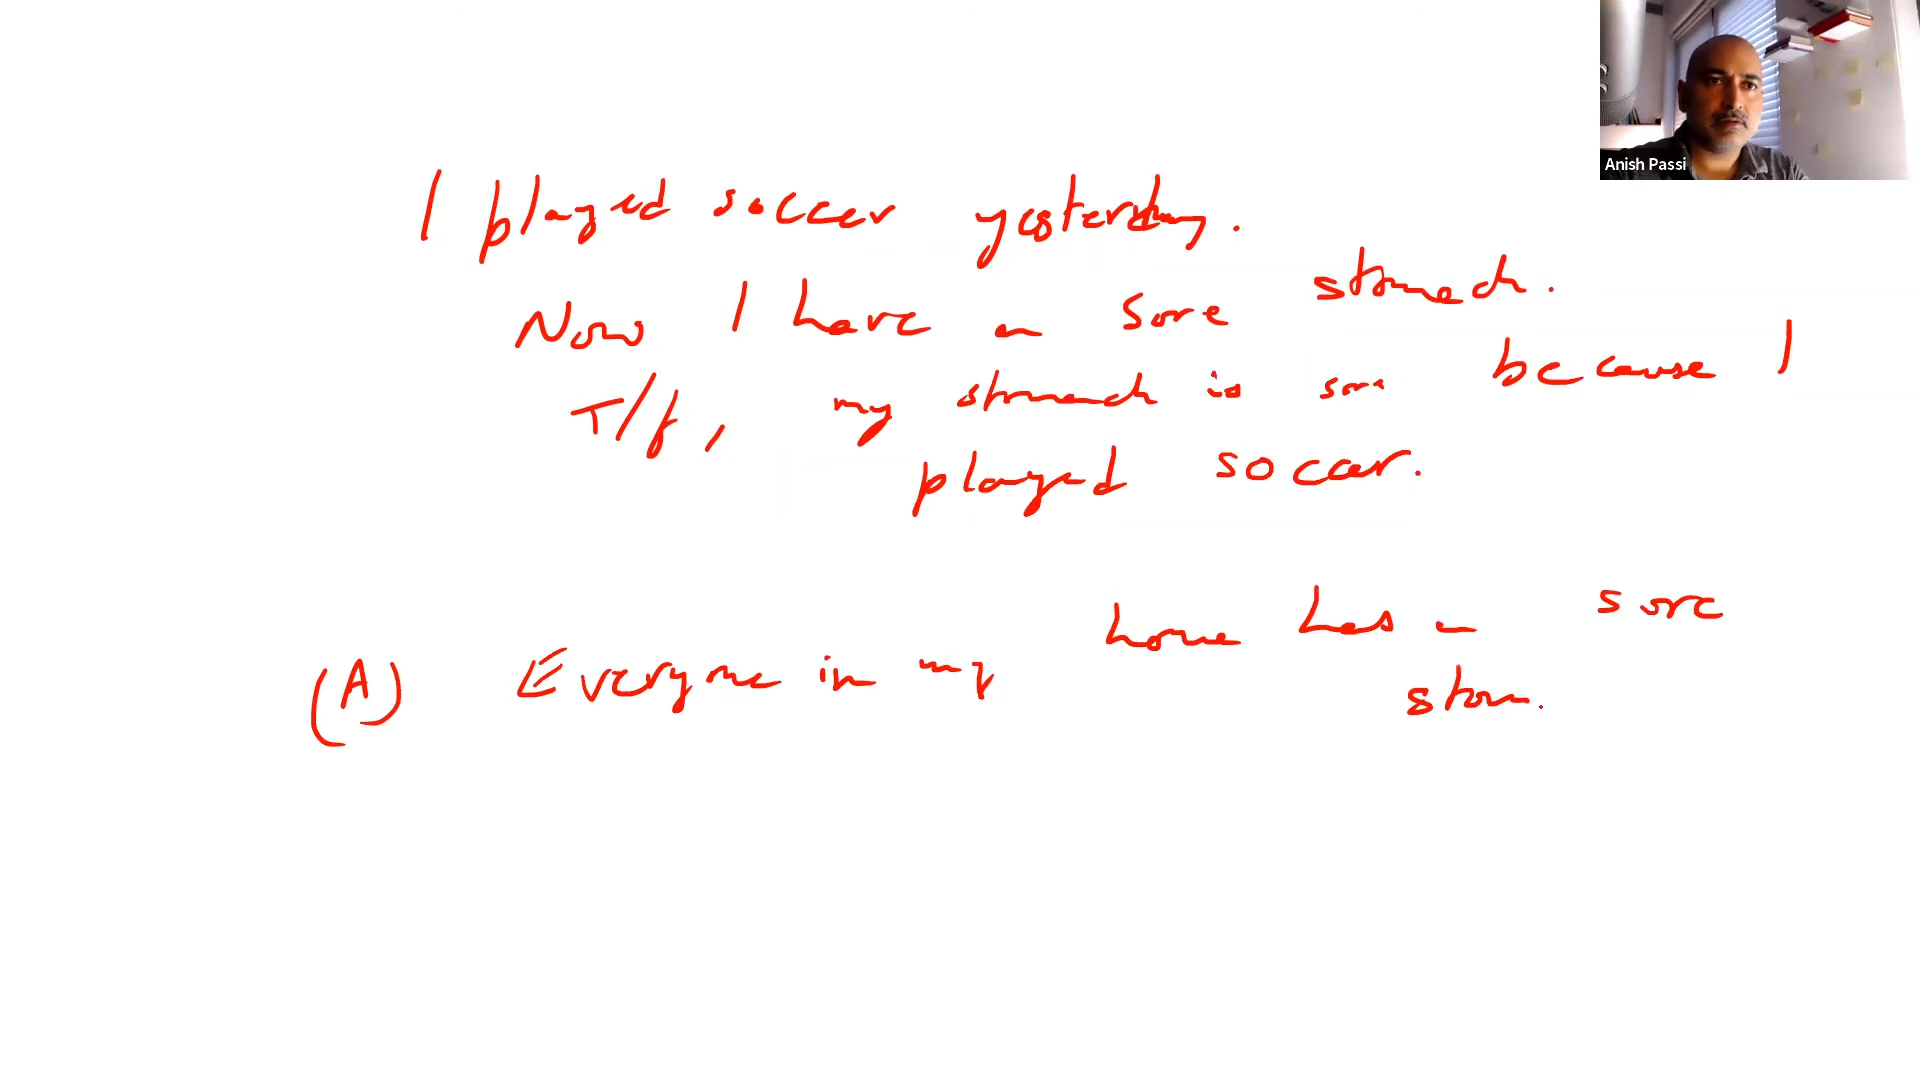 Anish Passi
I played soccer yesterday.
Now I have a sore stomach.
T/f, my stomach is sore because I
played soccer.
(A) Everyone in my home has a sore
stom.